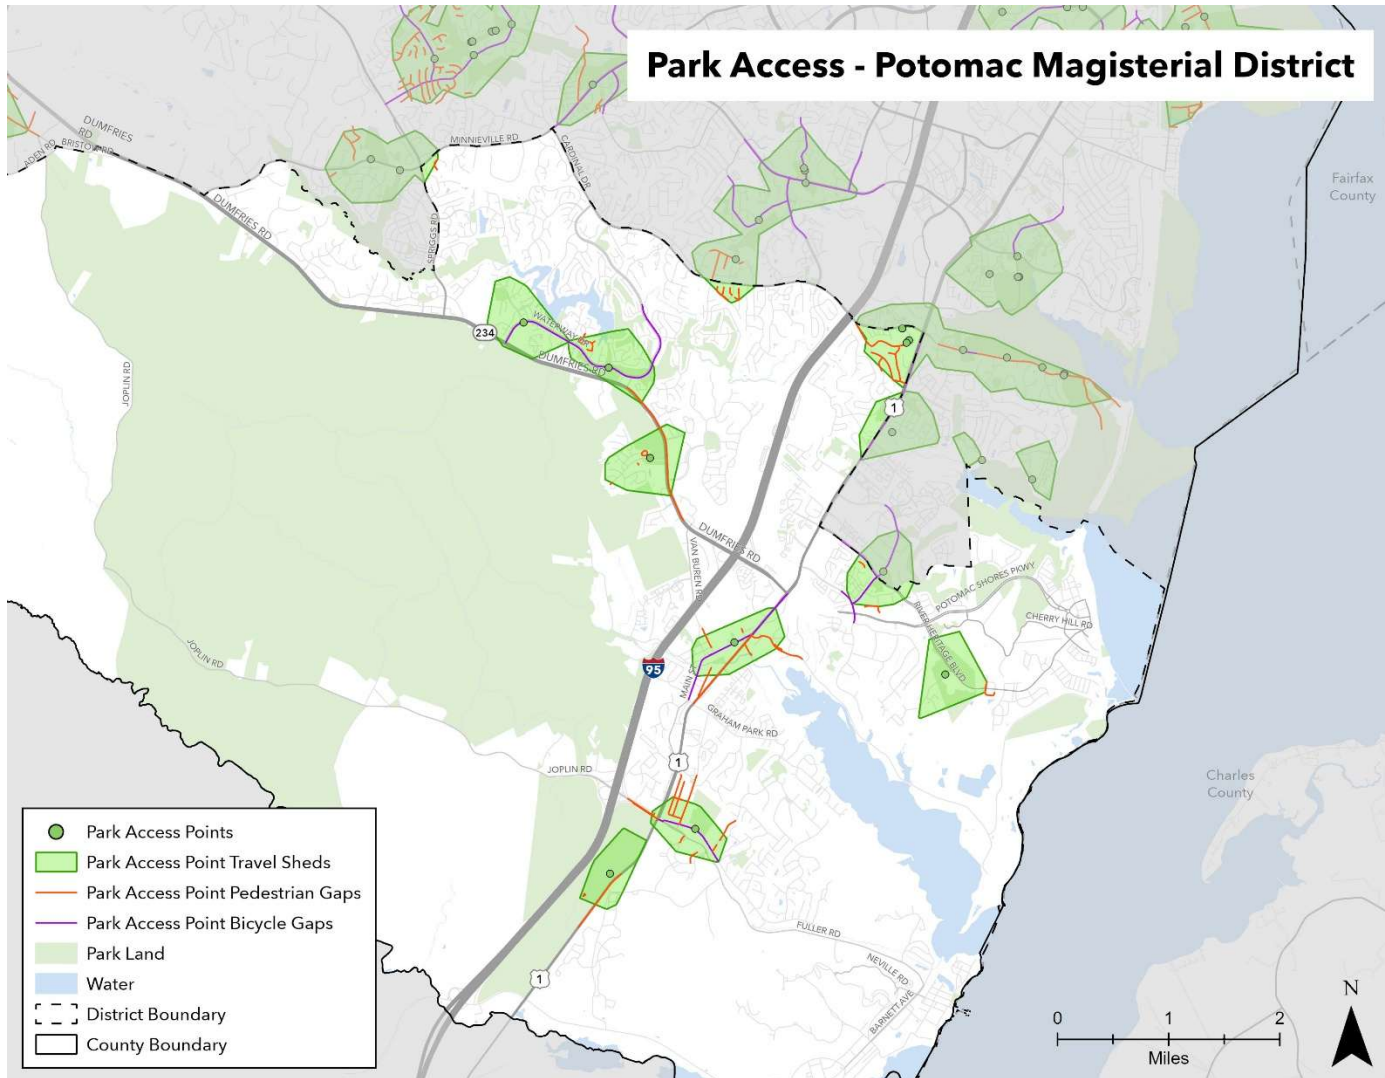 Park Access - Potomac Magisterial District
DUMFRIES
RD
ADEN RD
BRISTOW RD
MINNIEVILLE RD
CARDINAL DR
Fairfax
County
DUMFRIES RD
SPRIGGS RD
234
WATERWAY DR
DUMFRIES RD
JOPLIN RD
1
DUMFRIES RD
VAN BUREN RD
POTOMAC SHORES PKWY
RIVER HERITAGE BLVD
CHERRY HILL RD
JOPLIN RD
95
MAIN ST
GRAHAM PARK RD
1
JOPLIN RD
Charles
County
Park Access Points
Park Access Point Travel Sheds
Park Access Point Pedestrian Gaps
Park Access Point Bicycle Gaps
Park Land
Water
District Boundary
County Boundary
FULLER RD
NEVILLE RD
BARNETT AVE
1
0 1 2
Miles
N